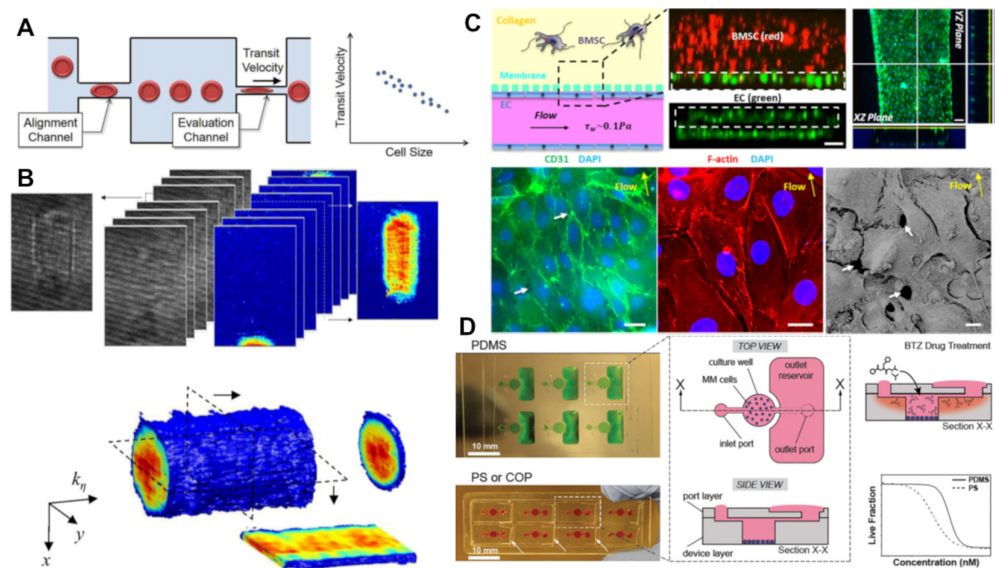 A
Transit
Velocity
Alignment
Channel
Evaluation
Channel
Transit Velocity
Cell Size
B
kη
y
x
C
Collagen
BMSC
Membrane
EC
Flow
τw~0.1Pa
BMSC (red)
EC (green)
YZ Plane
XZ Plane
CD31 DAPI
Flow
F-actin DAPI
Flow
Flow
D
PDMS
10 mm
PS or COP
10 mm
TOP VIEW
culture well
MM cells
outlet
reservoir
X
X
inlet port
outlet port
SIDE VIEW
port layer
device layer
Section X-X
BTZ Drug Treatment
Section X-X
Live Fraction
PDMS
PS
Concentration (nM)